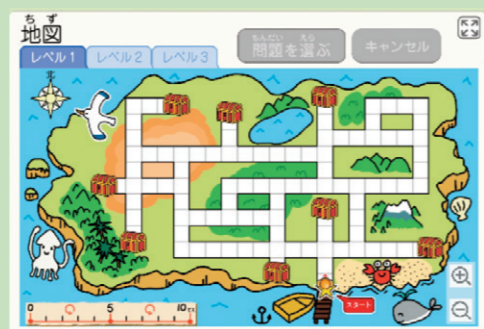 ちず
地図
レベル1 レベル2 レベル3
もんだい えら
問題を選ぶ
キャンセル
北
0 5 10
スタート